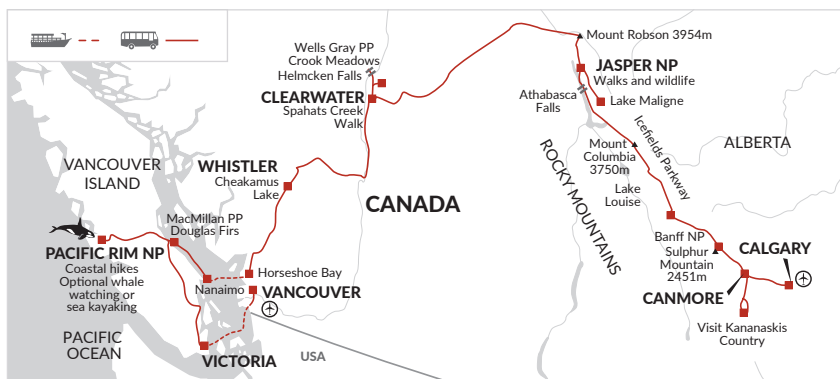 Wells Gray PP
Crook Meadows
Helmcken Falls
CLEARWATER
Spahats Creek
Walk
Mount Robson 3954m
JASPER NP
Walks and wildlife
Athabasca
Falls
Lake Maligne
Icefields Parkway
Mount
Columbia
3750m
ALBERTA
ROCKY MOUNTAINS
Lake
Louise
VANCOUVER
ISLAND
WHISTLER
Cheakamus
Lake
CANADA
MacMillan PP
Douglas Firs
PACIFIC RIM NP
Coastal hikes
Optional whale
watching or
sea kayaking
Banff NP
Sulphur
Mountain
2451m
CALGARY
CANMORE
Horseshoe Bay
Nanaimo
VANCOUVER
Visit Kananaskis
Country
PACIFIC
OCEAN
VICTORIA
USA